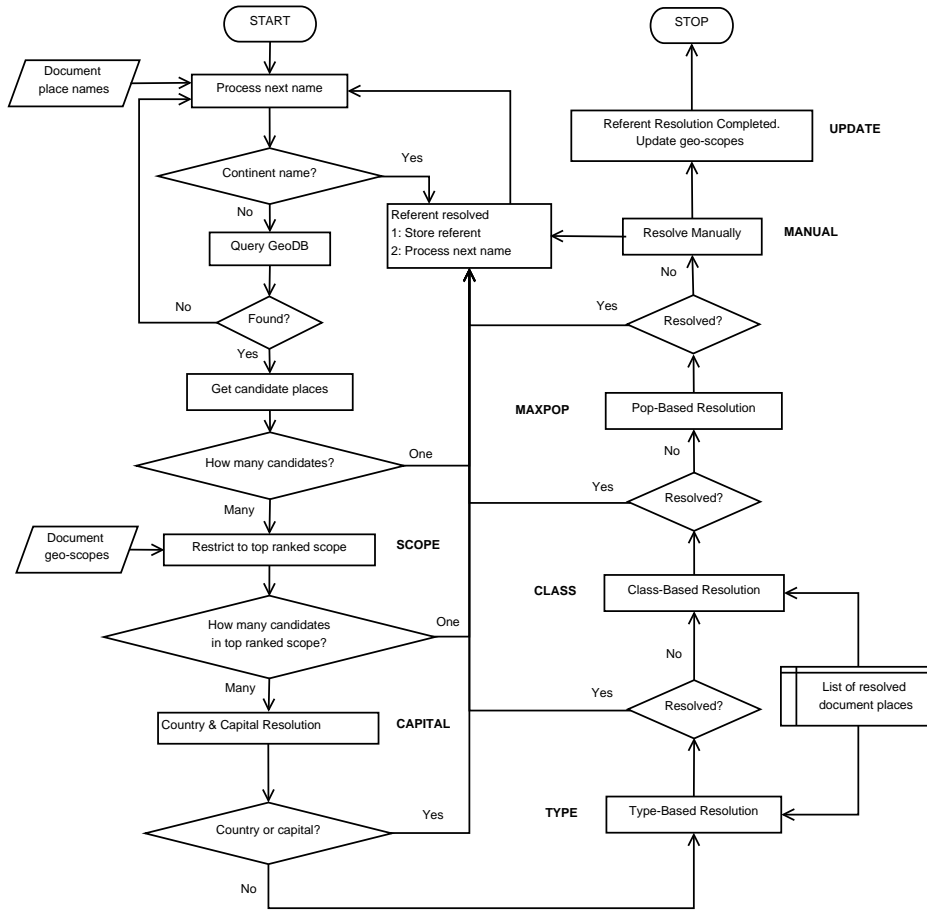 START
STOP
Document
place names
Process next name
Referent Resolution Completed.
Update geo-scopes
UPDATE
Continent name?
Yes
No
Referent resolved
1: Store referent
2: Process next name
Resolve Manually
MANUAL
Query GeoDB
No
No
Found?
Yes
Resolved?
Yes
Get candidate places
MAXPOP
Pop-Based Resolution
How many candidates?
One
No
Many
Yes
Resolved?
Document
geo-scopes
Restrict to top ranked scope
SCOPE
CLASS
Class-Based Resolution
How many candidates
in top ranked scope?
One
No
Many
Yes
Resolved?
List of resolved
document places
Country & Capital Resolution
CAPITAL
TYPE
Type-Based Resolution
Country or capital?
Yes
No